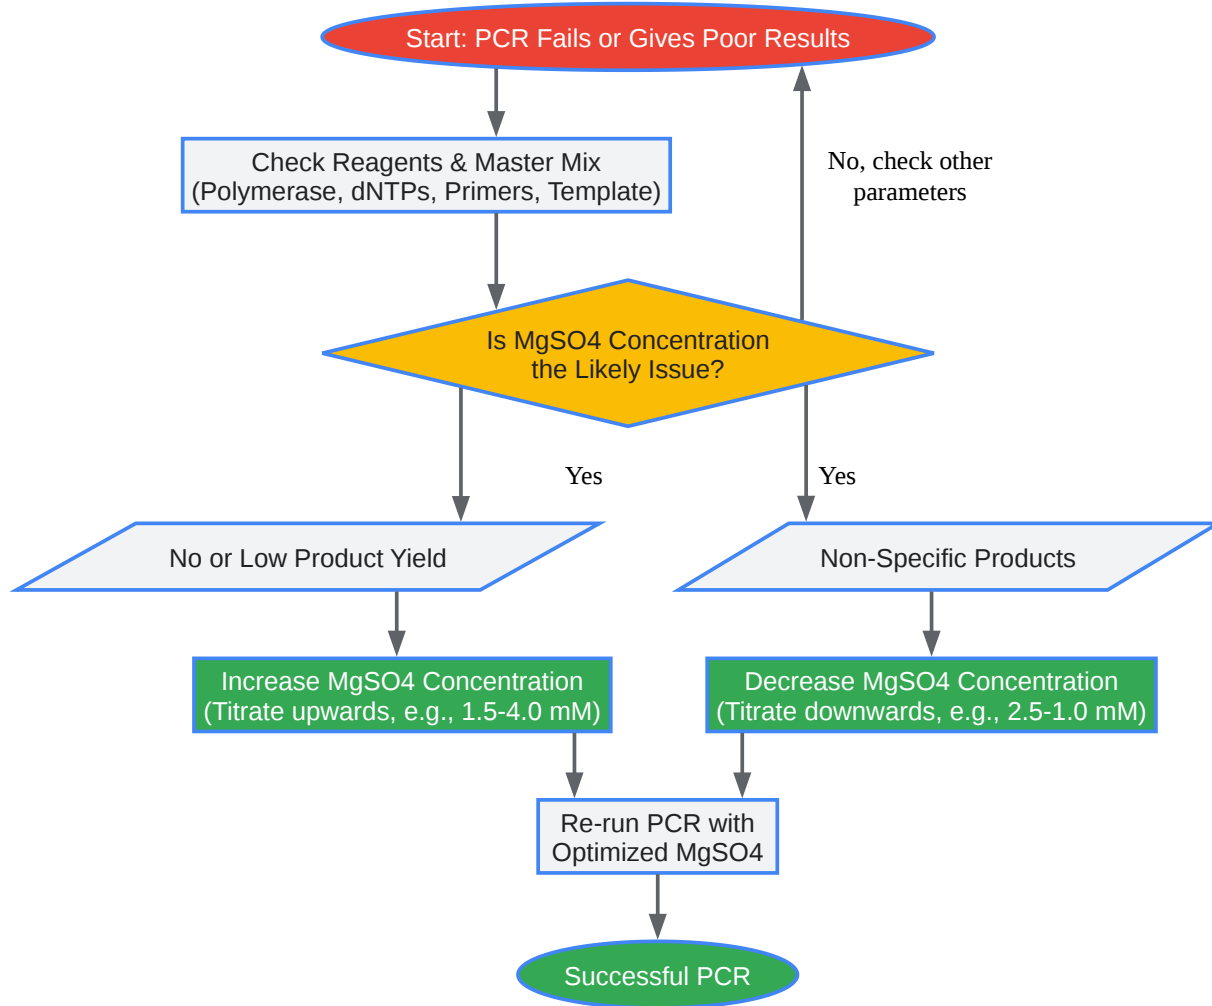 Start: PCR Fails or Gives Poor Results
Check Reagents & Master Mix
(Polymerase, dNTPs, Primers, Template)
No, check other
parameters
Is MgSO4 Concentration
the Likely Issue?
Yes
Yes
No or Low Product Yield
Non-Specific Products
Increase MgSO4 Concentration
(Titrate upwards, e.g., 1.5-4.0 mM)
Decrease MgSO4 Concentration
(Titrate downwards, e.g., 2.5-1.0 mM)
Re-run PCR with
Optimized MgSO4
Successful PCR